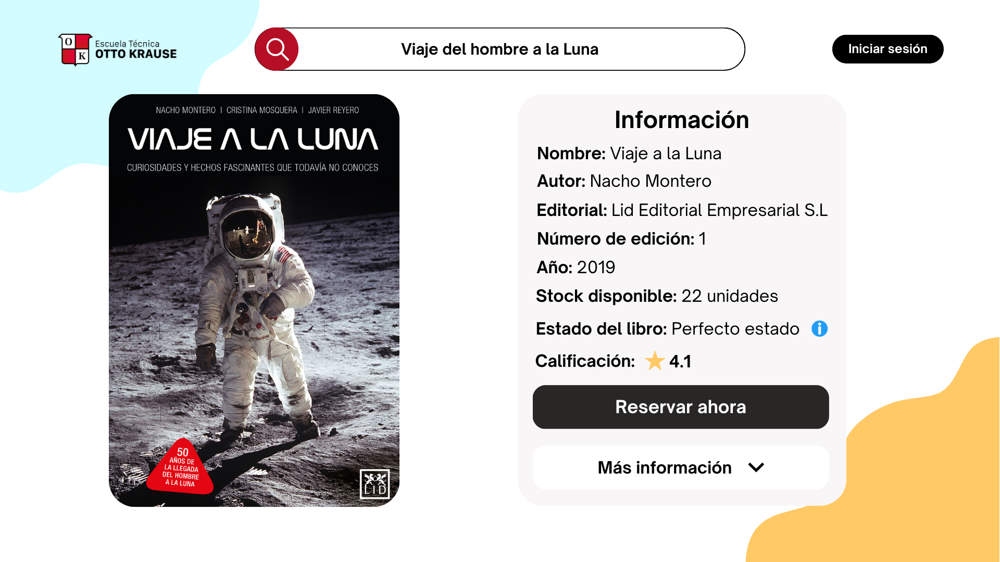 O
K
Escuela Técnica
OTTO KRAUSE
Viaje del hombre a la Luna
Iniciar sesión
NACHO MONTERO | CRISTINA MOSQUERA | JAVIER REYERO
VIAJE A LA LUNA
CURIOSIDADES Y HECHOS FASCINANTES QUE TODAVÍA NO CONOCES
50
AÑOS DE
LA LLEGADA
DEL HOMBRE
A LA LUNA
LID
Información
Nombre: Viaje a la Luna
Autor: Nacho Montero
Editorial: Lid Editorial Empresarial S.L
Número de edición: 1
Año: 2019
Stock disponible: 22 unidades
Estado del libro: Perfecto estado
Calificación: 4.1
Reservar ahora
Más información